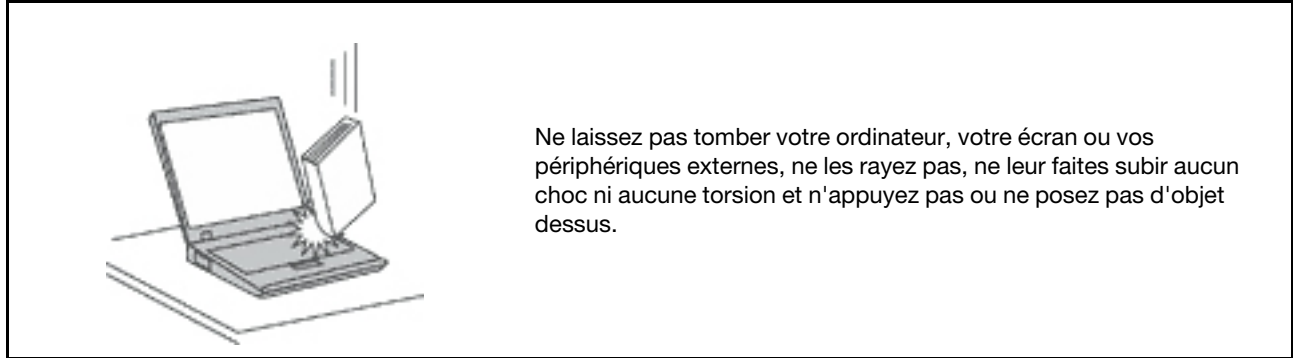 Ne laissez pas tomber votre ordinateur, votre écran ou vos
périphériques externes, ne les rayez pas, ne leur faites subir aucun
choc ni aucune torsion et n'appuyez pas ou ne posez pas d'objet
dessus.